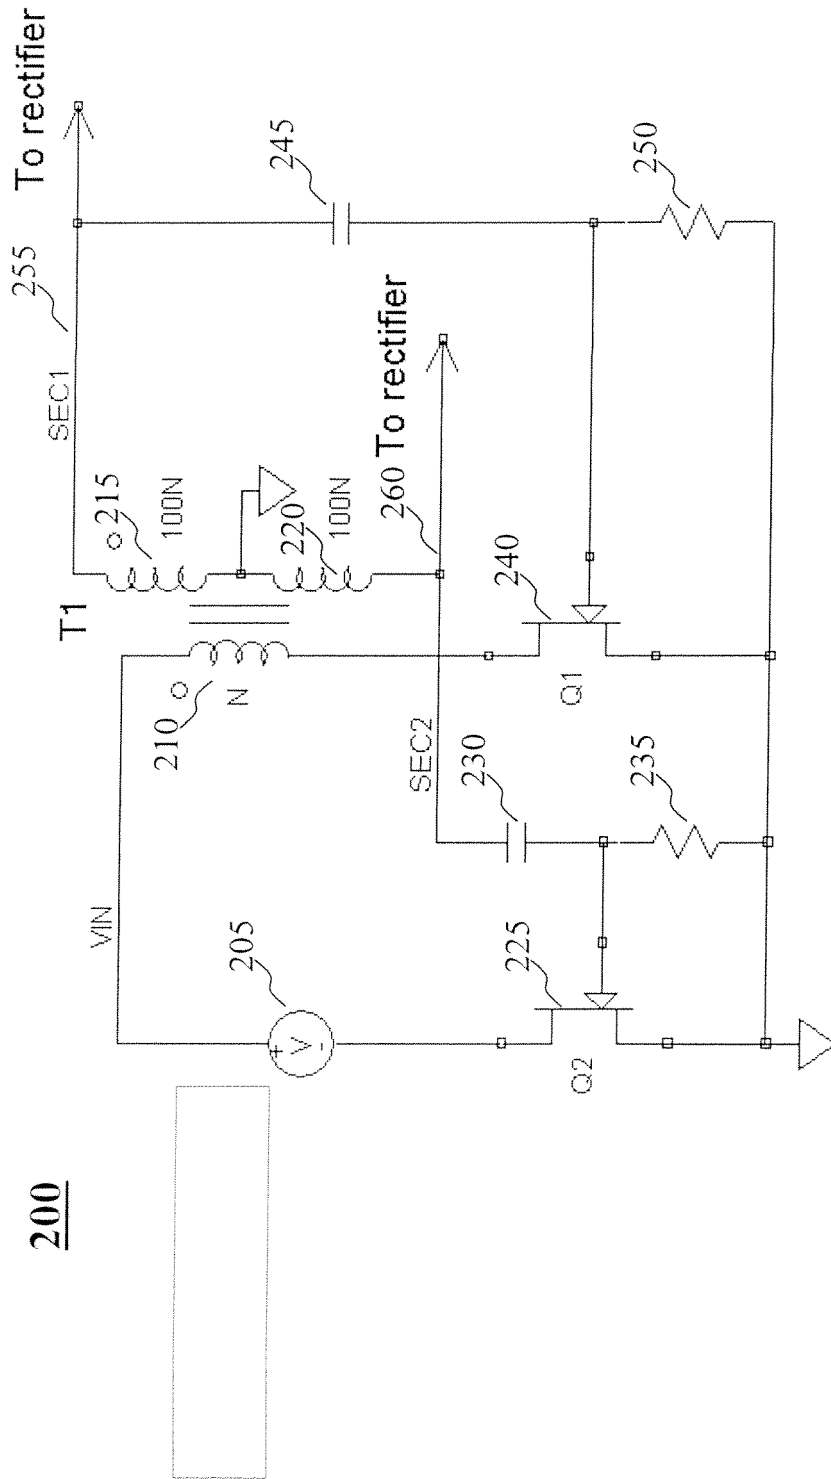 200
T1
VIN
205
V
+
-
210
N
215
100N
220
100N
SEC1
255
To rectifier
245
250
260 To rectifier
SEC2
230
235
225
Q2
240
Q1